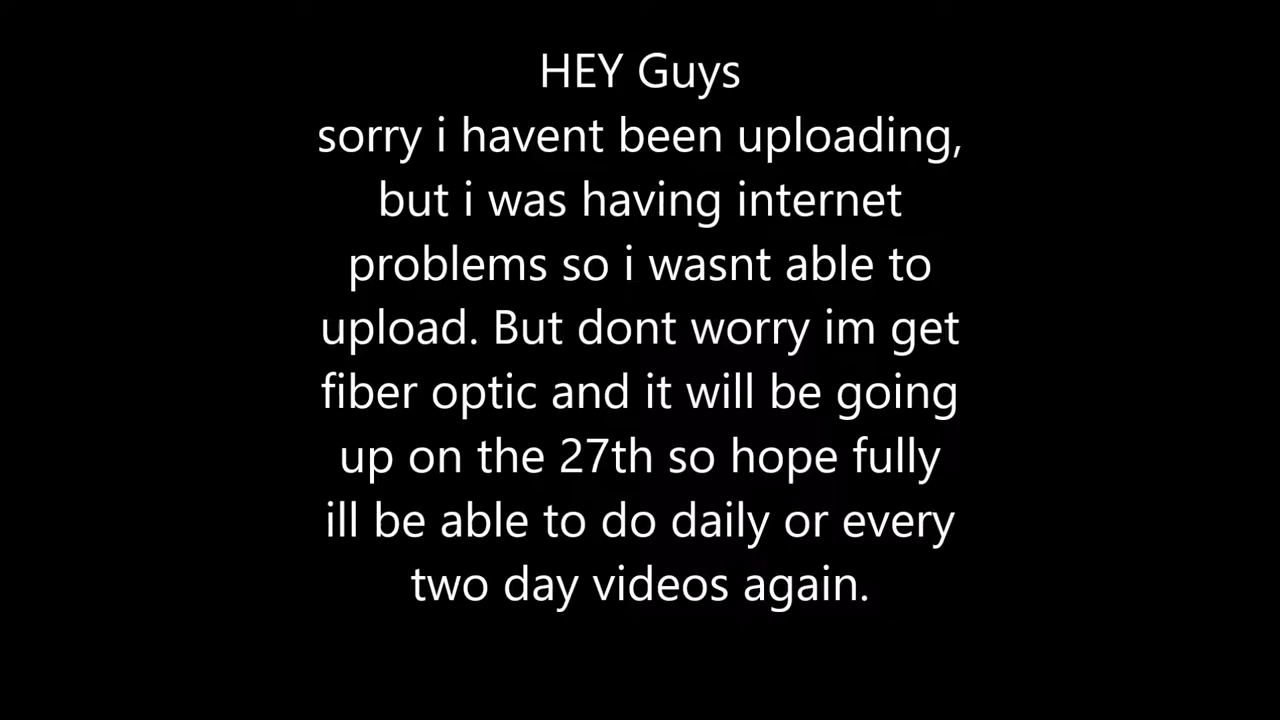 HEY Guys
sorry i havent been uploading,
but i was having internet
problems so i wasnt able to
upload. But dont worry im get
fiber optic and it will be going
up on the 27th so hope fully
ill be able to do daily or every
two day videos again.